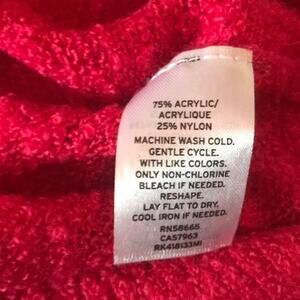 75% ACRYLIC/
ACRYLIQUE
25% NYLON
MACHINE WASH COLD.
GENTLE CYCLE.
WITH LIKE COLORS.
ONLY NON-CHLORINE
BLEACH IF NEEDED.
RESHAPE.
LAY FLAT TO DRY.
COOL IRON IF NEEDED.
RN58665
CA57963
RK418133MI